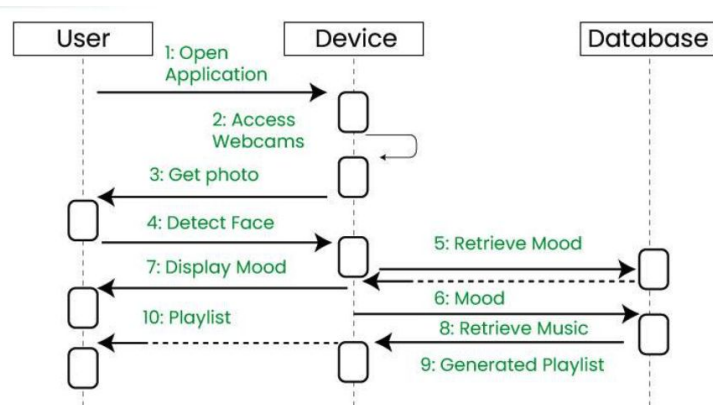 User
Device
Database
1: Open
Application
2: Access
Webcams
3: Get photo
4: Detect Face
5: Retrieve Mood
7: Display Mood
6: Mood
10: Playlist
8: Retrieve Music
9: Generated Playlist